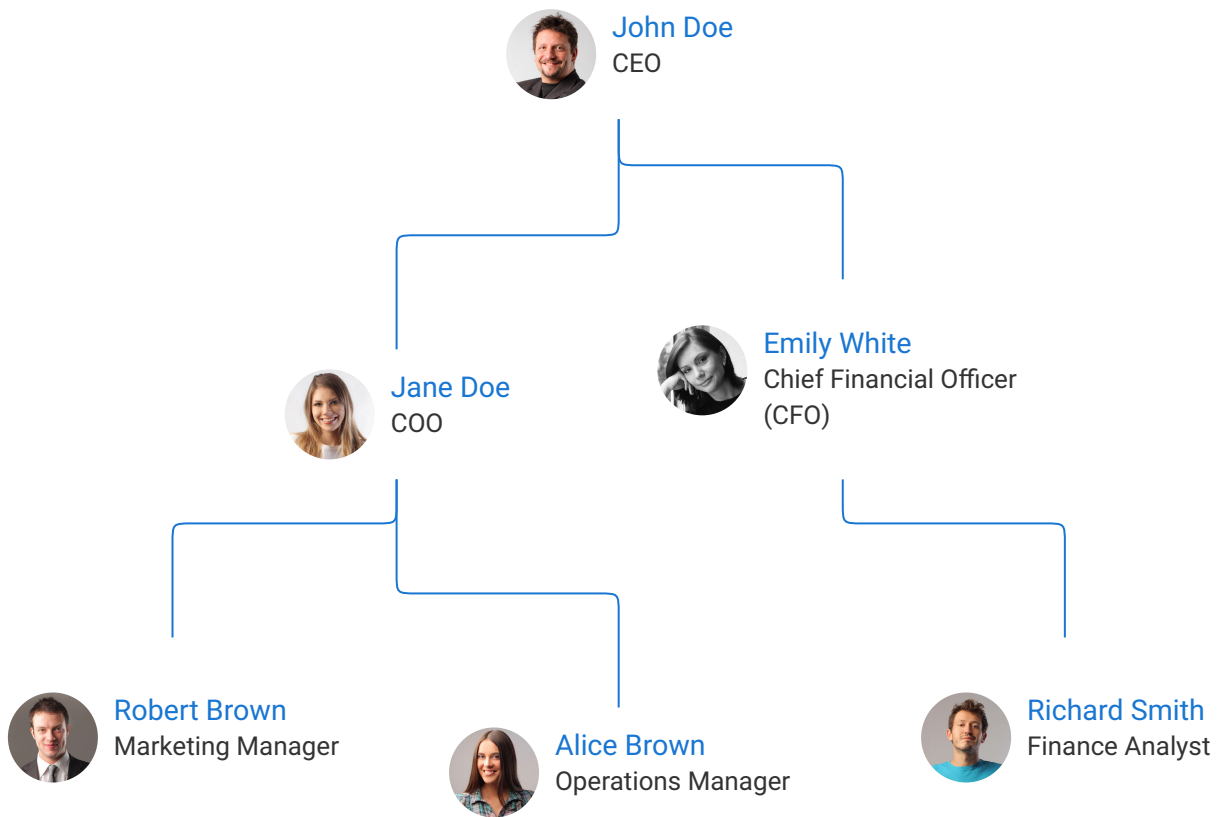 John Doe
CEO
Emily White
Chief Financial Officer
(CFO)
Jane Doe
COO
Robert Brown
Marketing Manager
Alice Brown
Operations Manager
Richard Smith
Finance Analyst